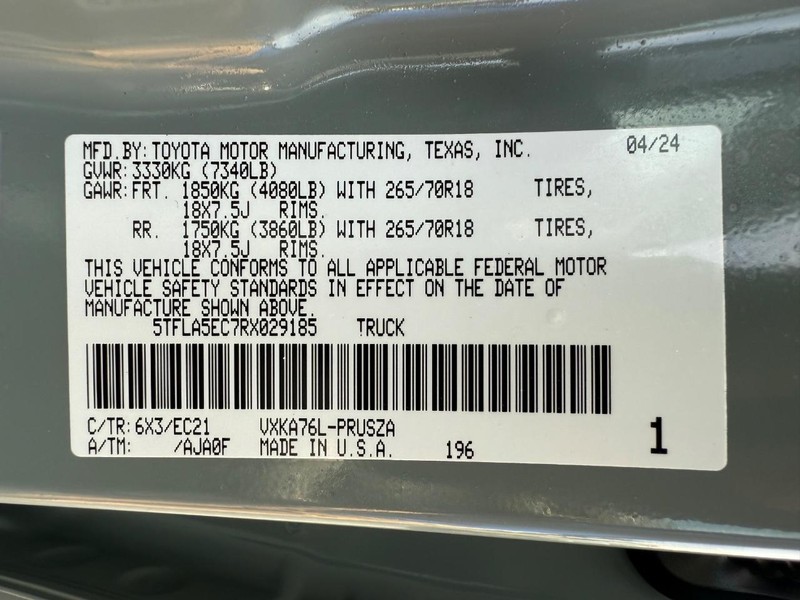 MFD.BY:TOYOTA MOTOR MANUFACTURING, TEXAS, INC. 04/24
GVWR:3330KG (7340LB)
GAWR:FRT. 1850KG (4080LB) WITH 265/70R18 TIRES,
18X7.5J RIMS.
RR. 1750KG (3860LB) WITH 265/70R18 TIRES,
18X7.5J RIMS.
THIS VEHICLE CONFORMS TO ALL APPLICABLE FEDERAL MOTOR
VEHICLE SAFETY STANDARDS IN EFFECT ON THE DATE OF
MANUFACTURE SHOWN ABOVE.
5TFLA5EC7RX029185 TRUCK
C/TR:6X3/EC21 VXKA76L-PRUSZA
A/TM: /AJA0F MADE IN U.S.A. 196 1